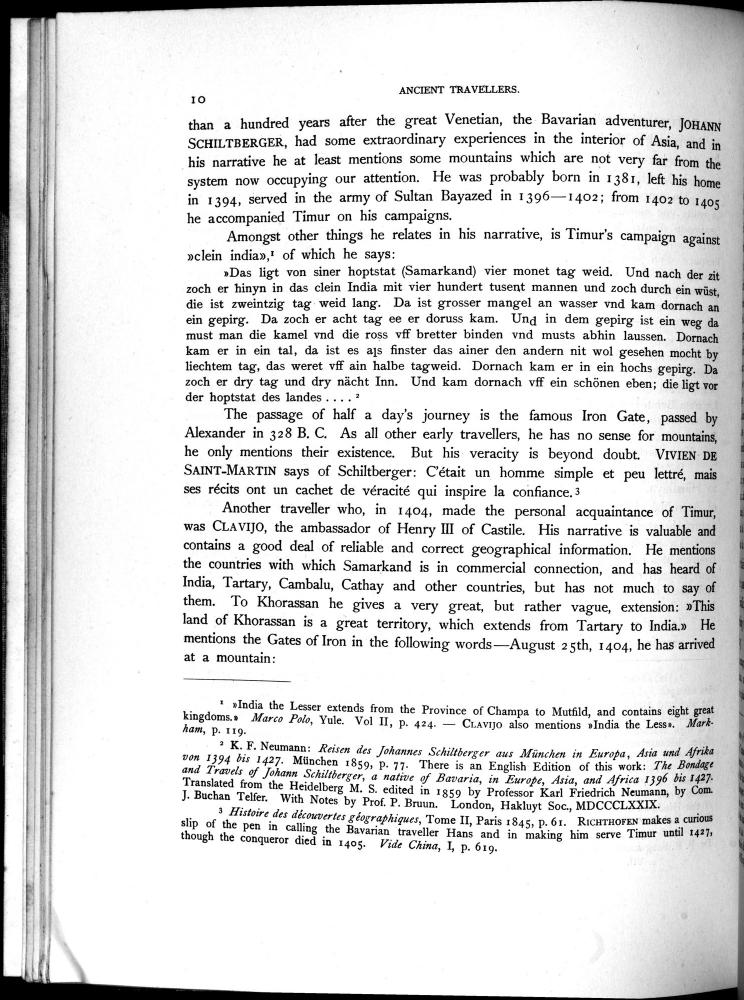 ANCIENT TRAVELLERS.
10
than a hundred years after the great Venetian, the Bavarian adventurer, JOHANN
SCHILTBERGER, had some extraordinary experiences in the interior of Asia, and in
his narrative he at least mentions some mountains which are not very far from the
system now occupying our attention. He was probably born in 1381, left his home
in 1394, served in the army of Sultan Bayazed in 1396—1402; from 1402 to 1405
he accompanied Timur on his campaigns.
Amongst other things he relates in his narrative, is Timur's campaign against
»clein india»,¹ of which he says:
»Das ligt von siner hoptstat (Samarkand) vier monet tag weid. Und nach der zit
zoch er hinyn in das clein India mit vier hundert tusent mannen und zoch durch ein wüst,
die ist zweintzig tag weid lang. Da ist grosser mangel an wasser vnd kam dornach an
ein gepirg. Da zoch er acht tag ee er doruss kam. Und in dem gepirg ist ein weg da
must man die kamel vnd die ross vff bretter binden vnd musts abhin laussen. Dornach
kam er in ein tal, da ist es als finster das ainer den andern nit wol gesehen mocht by
liechtem tag, das weret vff ain halbe tagweid. Dornach kam er in ein hochs gepirg. Da
zoch er dry tag und dry nächt Inn. Und kam dornach vff ein schönen eben; die ligt vor
der hoptstat des landes . . . . ²
The passage of half a day's journey is the famous Iron Gate, passed by
Alexander in 328 B. C. As all other early travellers, he has no sense for mountains,
he only mentions their existence. But his veracity is beyond doubt. VIVIEN DE
SAINT-MARTIN says of Schiltberger: C'était un homme simple et peu lettré, mais
ses récits ont un cachet de véracité qui inspire la confiance.³
Another traveller who, in 1404, made the personal acquaintance of Timur,
was CLAVIJO, the ambassador of Henry III of Castile. His narrative is valuable and
contains a good deal of reliable and correct geographical information. He mentions
the countries with which Samarkand is in commercial connection, and has heard of
India, Tartary, Cambalu, Cathay and other countries, but has not much to say of
them. To Khorassan he gives a very great, but rather vague, extension: »This
land of Khorassan is a great territory, which extends from Tartary to India.» He
mentions the Gates of Iron in the following words—August 25th, 1404, he has arrived
at a mountain:
¹ »India the Lesser extends from the Province of Champa to Mutfild, and contains eight great
kingdoms.» Marco Polo, Yule. Vol II, p. 424. — CLAVIJO also mentions »India the Less». Mark-
ham, p. 119.
² K. F. Neumann: Reisen des Johannes Schiltberger aus München in Europa, Asia und Afrika
von 1394 bis 1427. München 1859, p. 77. There is an English Edition of this work: The Bondage
and Travels of Johann Schiltberger, a native of Bavaria, in Europe, Asia, and Africa 1396 bis 1427.
Translated from the Heidelberg M. S. edited in 1859 by Professor Karl Friedrich Neumann, by Com.
J. Buchan Telfer. With Notes by Prof. P. Bruun. London, Hakluyt Soc., MDCCCLXXIX.
³ Histoire des découvertes géographiques, Tome II, Paris 1845, p. 61. RICHTHOFEN makes a curious
slip of the pen in calling the Bavarian traveller Hans and in making him serve Timur until 1427,
though the conqueror died in 1405. Vide China, I, p. 619.